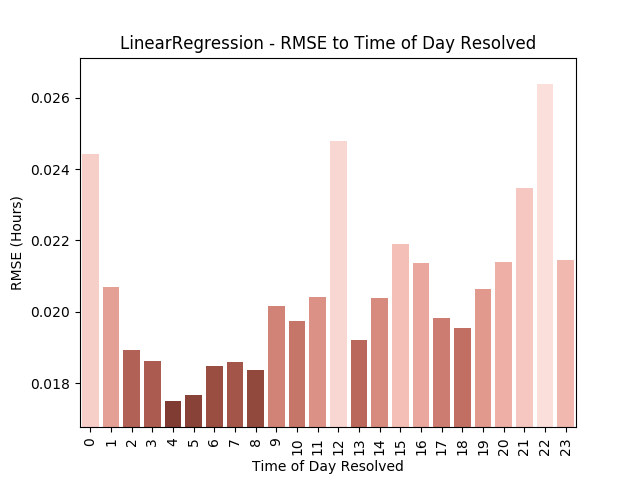 LinearRegression - RMSE to Time of Day Resolved
RMSE (Hours)
0.026
0.024
0.022
0.020
0.018
0 1 2 3 4 5 6 7 8 9 10 11 12 13 14 15 16 17 18 19 20 21 22 23
Time of Day Resolved